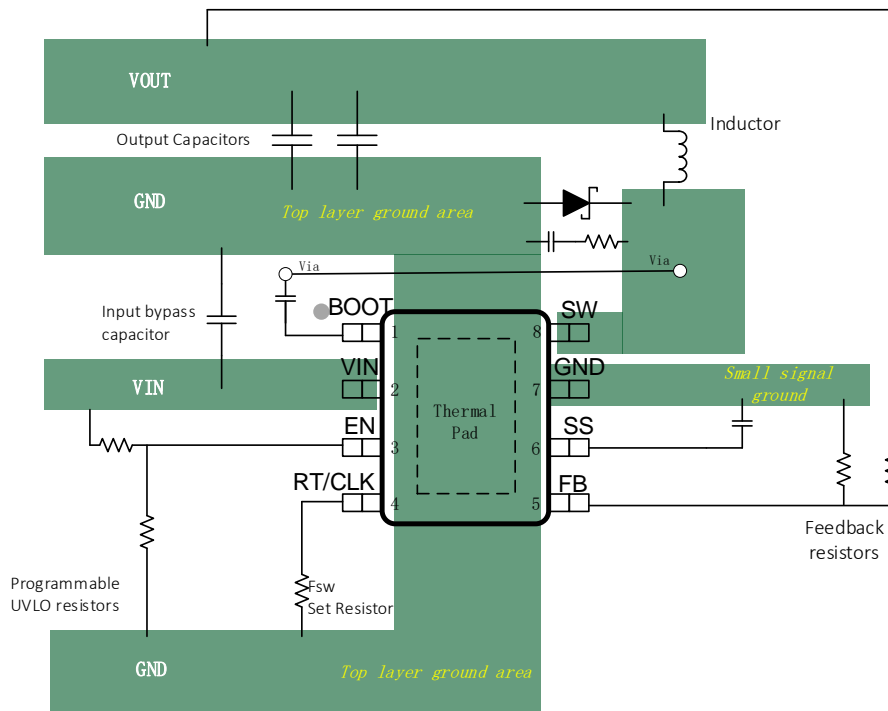 VOUT
Output Capacitors
Inductor
GND
Top layer ground area
Via
Via
Input bypass
capacitor
BOOT
SW
1
8
VIN
VIN
GND
2
7
Small signal
ground
Thermal
Pad
EN
SS
3
6
RT/CLK
FB
4
5
Feedback
resistors
Programmable
UVLO resistors
Fsw
Set Resistor
GND
Top layer ground area